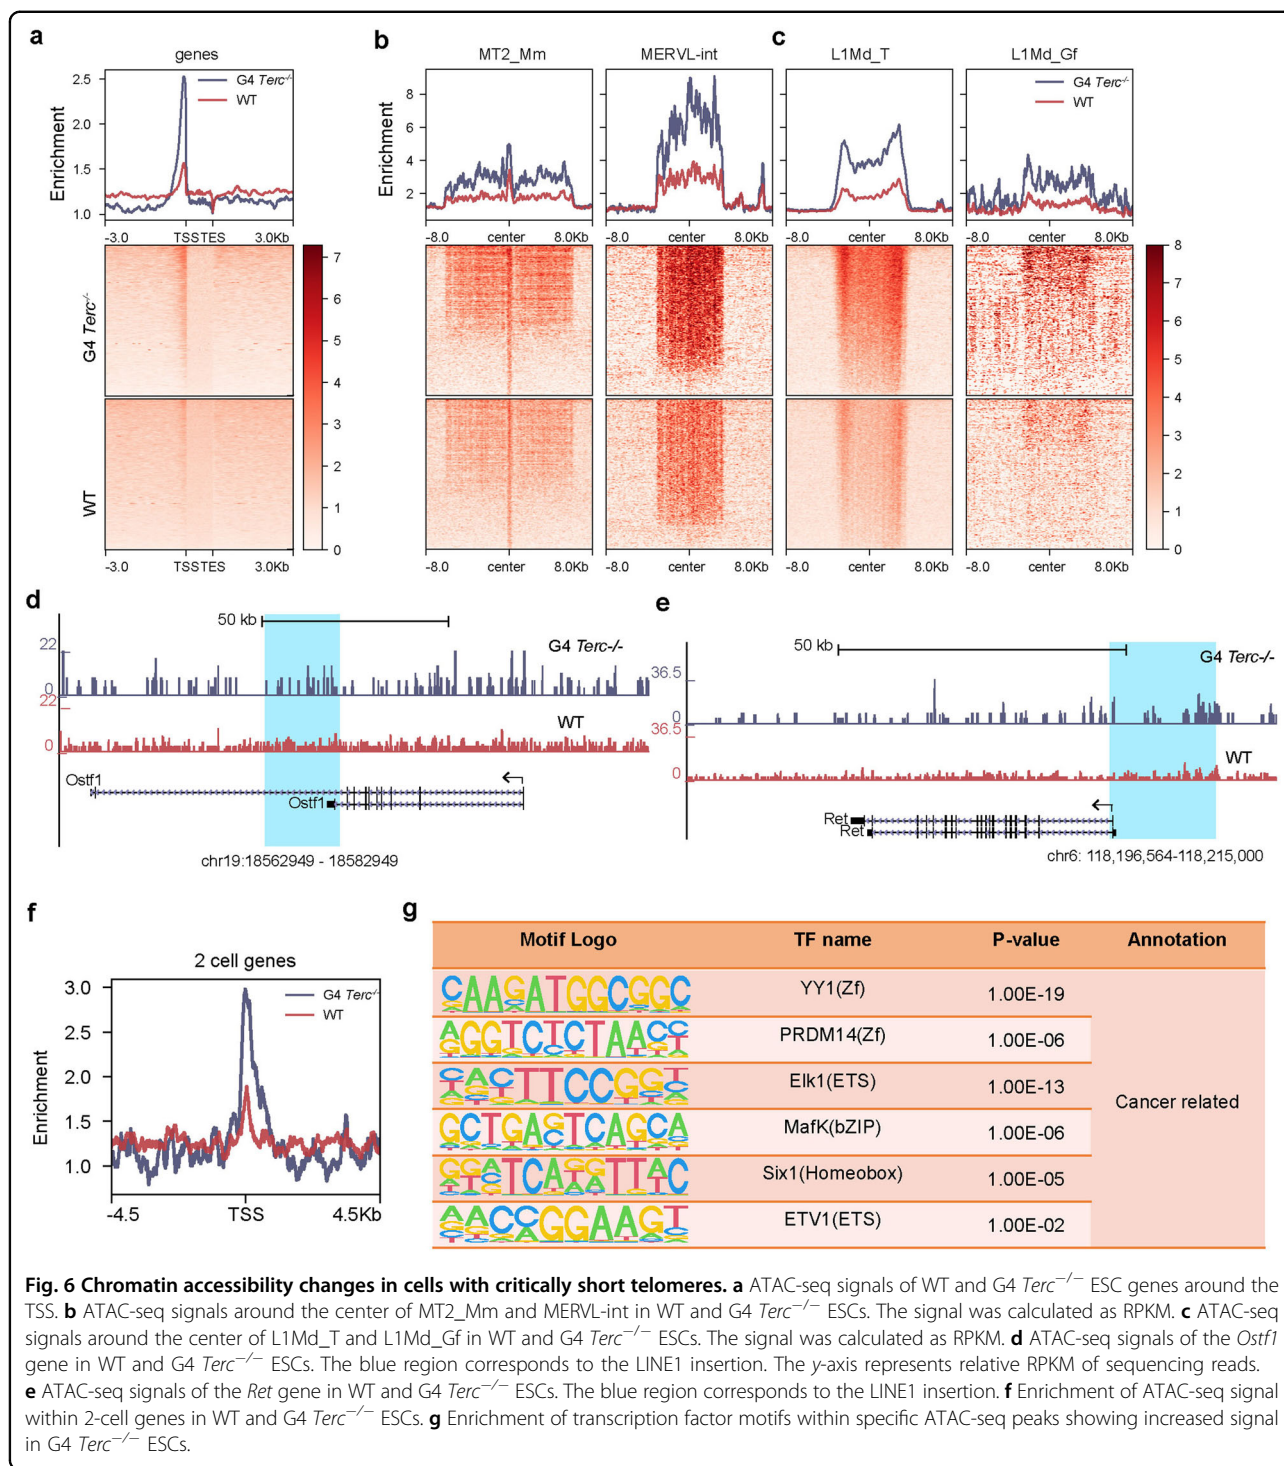 a
genes
G4 Terc-/-
WT
Enrichment
2.5
2.0
1.5
1.0
-3.0 TSSTES 3.0Kb
b
MT2_Mm
MERVL-int
8
6
4
2
-8.0 center 8.0Kb
-8.0 center 8.0Kb
Enrichment
c
L1Md_T
L1Md_Gf
G4 Terc-/-
WT
-8.0 center 8.0Kb
-8.0 center 8.0Kb
G4 Terc-/-
WT
7
6
5
4
3
2
1
0
-3.0 TSSTES 3.0Kb
-8.0 center 8.0Kb
-8.0 center 8.0Kb
-8.0 center 8.0Kb
-8.0 center 8.0Kb
8
7
6
5
4
3
2
1
0
d
50 kb
G4 Terc-/-
22
0
22
WT
0
Ostf1
Ostf1
chr19:18562949 - 18582949
e
50 kb
G4 Terc-/-
36.5
0
36.5
WT
0
Ret
Ret
chr6: 118,196,564-118,215,000
f
2 cell genes
G4 Terc-/-
WT
Enrichment
3.0
2.5
2.0
1.5
1.0
-4.5 TSS 4.5Kb
g
Motif Logo TF name P-value Annotation
CAAGATGGCGGC YY1(Zf) 1.00E-19
AGGTCTCTAACC PRDM14(Zf) 1.00E-06
Elk1(ETS) 1.00E-13
Cancer related
GCTGAGTCAGCA MafK(bZIP) 1.00E-06
Six1(Homeobox) 1.00E-05
ETV1(ETS) 1.00E-02
Fig. 6 Chromatin accessibility changes in cells with critically short telomeres. a ATAC-seq signals of WT and G4 Terc−/− ESC genes around the
TSS. b ATAC-seq signals around the center of MT2_Mm and MERVL-int in WT and G4 Terc−/− ESCs. The signal was calculated as RPKM. c ATAC-seq
signals around the center of L1Md_T and L1Md_Gf in WT and G4 Terc−/− ESCs. The signal was calculated as RPKM. d ATAC-seq signals of the Ostf1
gene in WT and G4 Terc−/− ESCs. The blue region corresponds to the LINE1 insertion. The y-axis represents relative RPKM of sequencing reads.
e ATAC-seq signals of the Ret gene in WT and G4 Terc−/− ESCs. The blue region corresponds to the LINE1 insertion. f Enrichment of ATAC-seq signal
within 2-cell genes in WT and G4 Terc−/− ESCs. g Enrichment of transcription factor motifs within specific ATAC-seq peaks showing increased signal
in G4 Terc−/− ESCs.